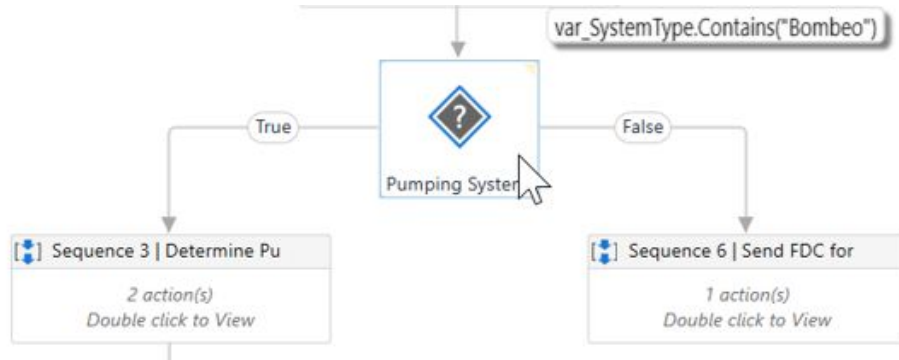 var_SystemType.Contains("Bombeo")
True
False
Pumping System
Sequence 3 | Determine Pu
Sequence 6 | Send FDC for
2 action(s)
Double click to View
1 action(s)
Double click to View